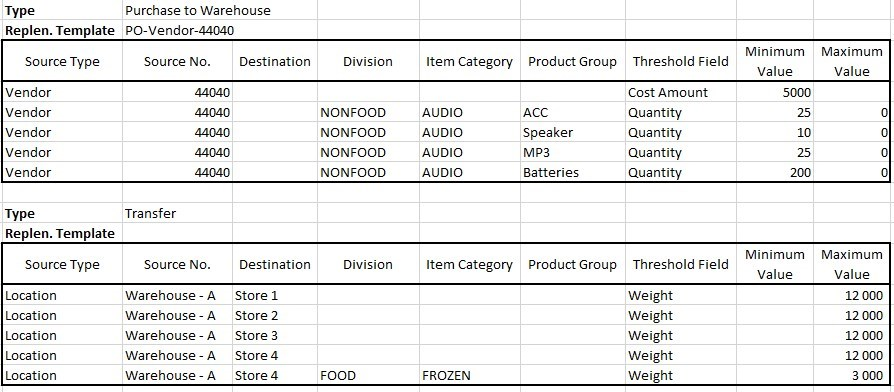 Type Purchase to Warehouse
Replen. Template PO-Vendor-44040
Source Type Source No. Destination Division Item Category Product Group Threshold Field Minimum Value Maximum Value
Vendor 44040 Cost Amount 5000
Vendor 44040 NONFOOD AUDIO ACC Quantity 25 0
Vendor 44040 NONFOOD AUDIO Speaker Quantity 10 0
Vendor 44040 NONFOOD AUDIO MP3 Quantity 25 0
Vendor 44040 NONFOOD AUDIO Batteries Quantity 200 0
Type Transfer
Replen. Template
Source Type Source No. Destination Division Item Category Product Group Threshold Field Minimum Value Maximum Value
Location Warehouse - A Store 1 Weight 12 000
Location Warehouse - A Store 2 Weight 12 000
Location Warehouse - A Store 3 Weight 12 000
Location Warehouse - A Store 4 Weight 12 000
Location Warehouse - A Store 4 FOOD FROZEN Weight 3 000